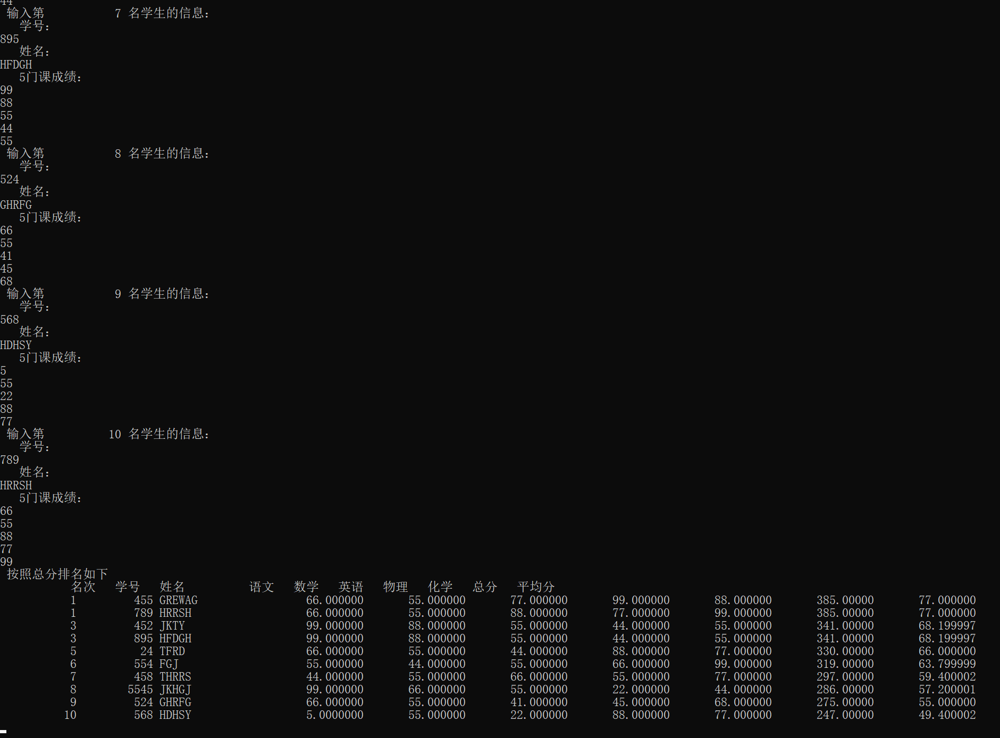 44
输入第           7 名学生的信息：
学号：
895
姓名：
HFDGH
5门课成绩：
99
88
55
44
55
输入第           8 名学生的信息：
学号：
524
姓名：
GHRFG
5门课成绩：
66
55
41
45
68
输入第           9 名学生的信息：
学号：
568
姓名：
HDHSY
5门课成绩：
5
55
22
88
77
输入第          10 名学生的信息：
学号：
789
姓名：
HRRSH
5门课成绩：
66
55
88
77
99
按照总分排名如下
名次 学号 姓名 语文 数学 英语 物理 化学 总分 平均分
1 455 GREWAG 66.000000 55.000000 77.000000 99.000000 88.000000 385.00000 77.000000
1 789 HRRSH 66.000000 55.000000 88.000000 77.000000 99.000000 385.00000 77.000000
3 452 JKTY 99.000000 88.000000 55.000000 44.000000 55.000000 341.00000 68.199997
3 895 HFDGH 99.000000 88.000000 55.000000 44.000000 55.000000 341.00000 68.199997
5 24 TFRD 66.000000 55.000000 44.000000 88.000000 77.000000 330.00000 66.000000
6 554 FGJ 55.000000 44.000000 55.000000 66.000000 99.000000 319.00000 63.799999
7 458 THRRS 44.000000 55.000000 66.000000 55.000000 77.000000 297.00000 59.400002
8 5545 JKHGJ 99.000000 66.000000 55.000000 22.000000 44.000000 286.00000 57.200001
9 524 GHRFG 66.000000 55.000000 41.000000 45.000000 68.000000 275.00000 55.000000
10 568 HDHSY 5.0000000 55.000000 22.000000 88.000000 77.000000 247.00000 49.400002